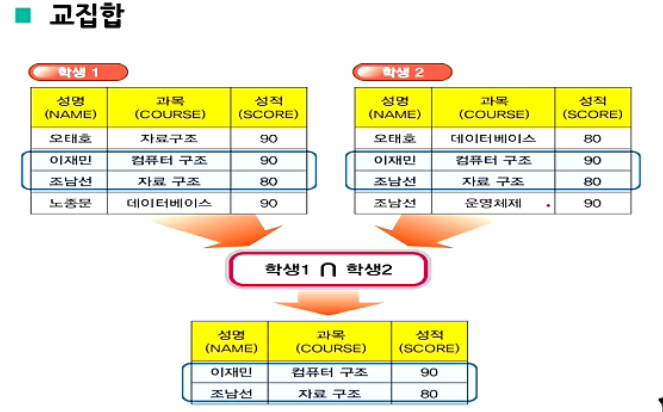 교집합
학생 1
성명 (NAME) 과목 (COURSE) 성적 (SCORE)
오태호 자료구조 90
이재민 컴퓨터 구조 90
조남선 자료 구조 80
노종문 데이터베이스 90
학생 2
성명 (NAME) 과목 (COURSE) 성적 (SCORE)
오태호 데이터베이스 80
이재민 컴퓨터 구조 90
조남선 자료 구조 80
조남선 운영체제 90
학생1 ∩ 학생2
성명 (NAME) 과목 (COURSE) 성적 (SCORE)
이재민 컴퓨터 구조 90
조남선 자료 구조 80